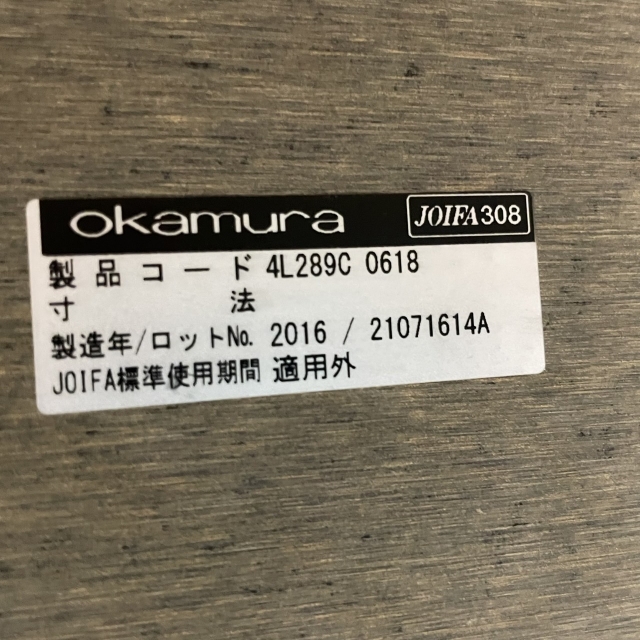 okamura JOIFA308
製品コード 4L289C 0618
寸法
製造年/ロットNo. 2016 / 21071614A
JOIFA標準使用期間 適用外